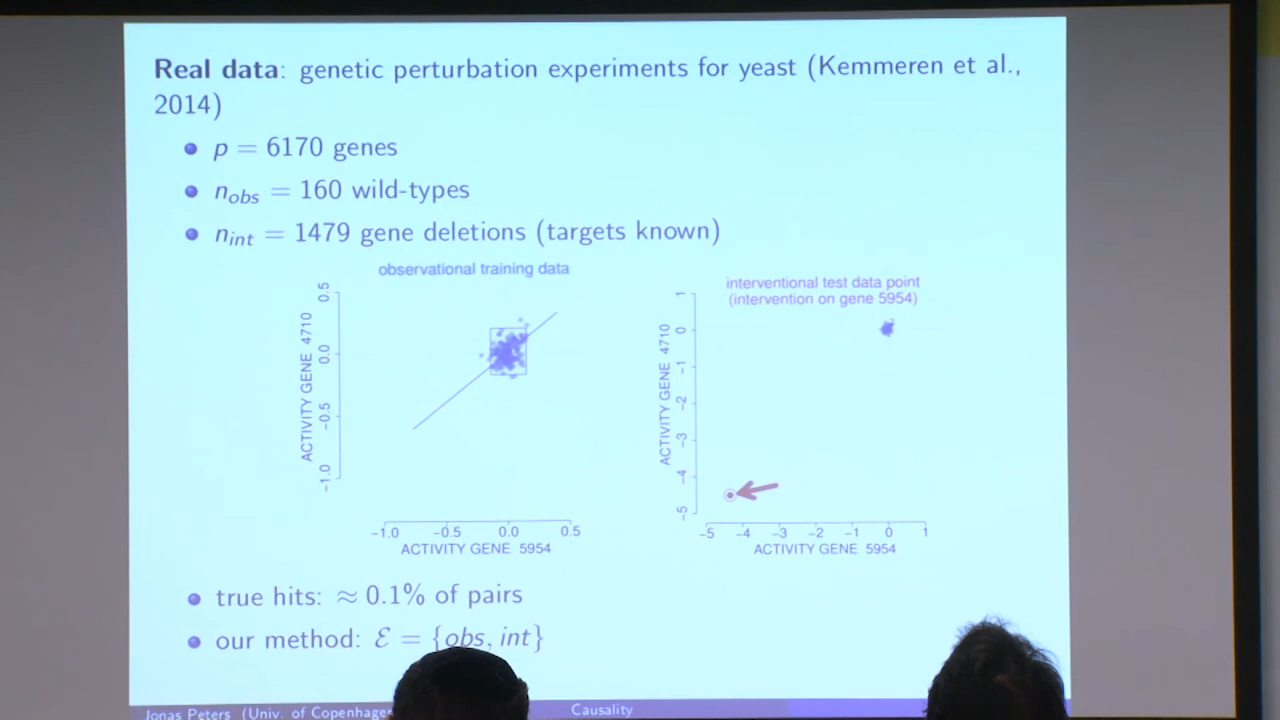 Real data: genetic perturbation experiments for yeast (Kemmeren et al.,
2014)
p = 6170 genes
n_obs = 160 wild-types
n_int = 1479 gene deletions (targets known)
observational training data
ACTIVITY GENE 4710
0.5
0.0
−0.5
−1.0
−1.0 −0.5 0.0 0.5
ACTIVITY GENE 5954
interventional test data point
(intervention on gene 5954)
ACTIVITY GENE 4710
1
0
−1
−2
−3
−4
−5
−5 −4 −3 −2 −1 0 1
ACTIVITY GENE 5954
true hits: ≈ 0.1% of pairs
our method: ℰ = {obs, int}
Jonas Peters (Univ. of Copenhagen Causality